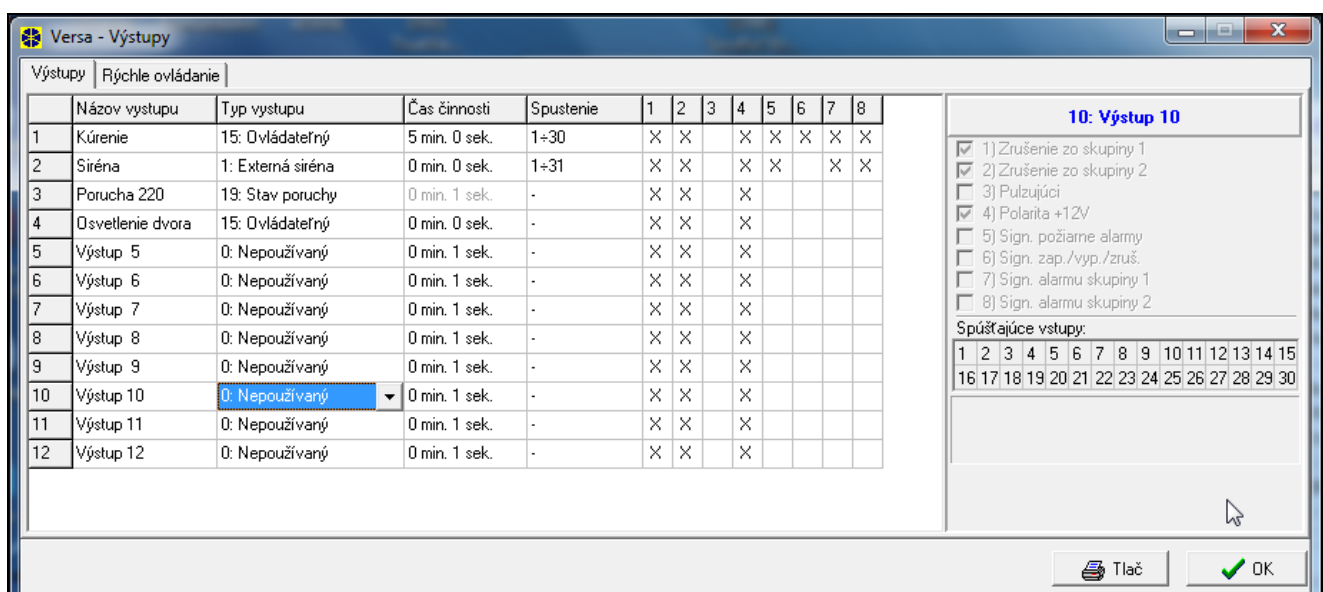 Versa - Výstupy
Výstupy Rýchle ovládanie
Názov vystupu Typ vystupu Čas činnosti Spustenie 1 2 3 4 5 6 7 8
1 Kúrenie 15: Ovládateľný 5 min. 0 sek. 1÷30 X X X X X X X
2 Siréna 1: Externá siréna 0 min. 0 sek. 1÷31 X X X X X X
3 Porucha 220 19: Stav poruchy 0 min. 1 sek. - X X X
4 Osvetlenie dvora 15: Ovládateľný 0 min. 0 sek. - X X X
5 Výstup 5 0: Nepoužívaný 0 min. 1 sek. - X X X
6 Výstup 6 0: Nepoužívaný 0 min. 1 sek. - X X X
7 Výstup 7 0: Nepoužívaný 0 min. 1 sek. - X X X
8 Výstup 8 0: Nepoužívaný 0 min. 1 sek. - X X X
9 Výstup 9 0: Nepoužívaný 0 min. 1 sek. - X X X
10 Výstup 10 0: Nepoužívaný 0 min. 1 sek. - X X X
11 Výstup 11 0: Nepoužívaný 0 min. 1 sek. - X X X
12 Výstup 12 0: Nepoužívaný 0 min. 1 sek. - X X X
10: Výstup 10
1) Zrušenie zo skupiny 1
2) Zrušenie zo skupiny 2
3) Pulzujúci
4) Polarita +12V
5) Sign. požiarne alarmy
6) Sign. zap./vyp./zruš.
7) Sign. alarmu skupiny 1
8) Sign. alarmu skupiny 2
Spúšťajúce vstupy:
1 2 3 4 5 6 7 8 9 10 11 12 13 14 15
16 17 18 19 20 21 22 23 24 25 26 27 28 29 30
Tlač OK